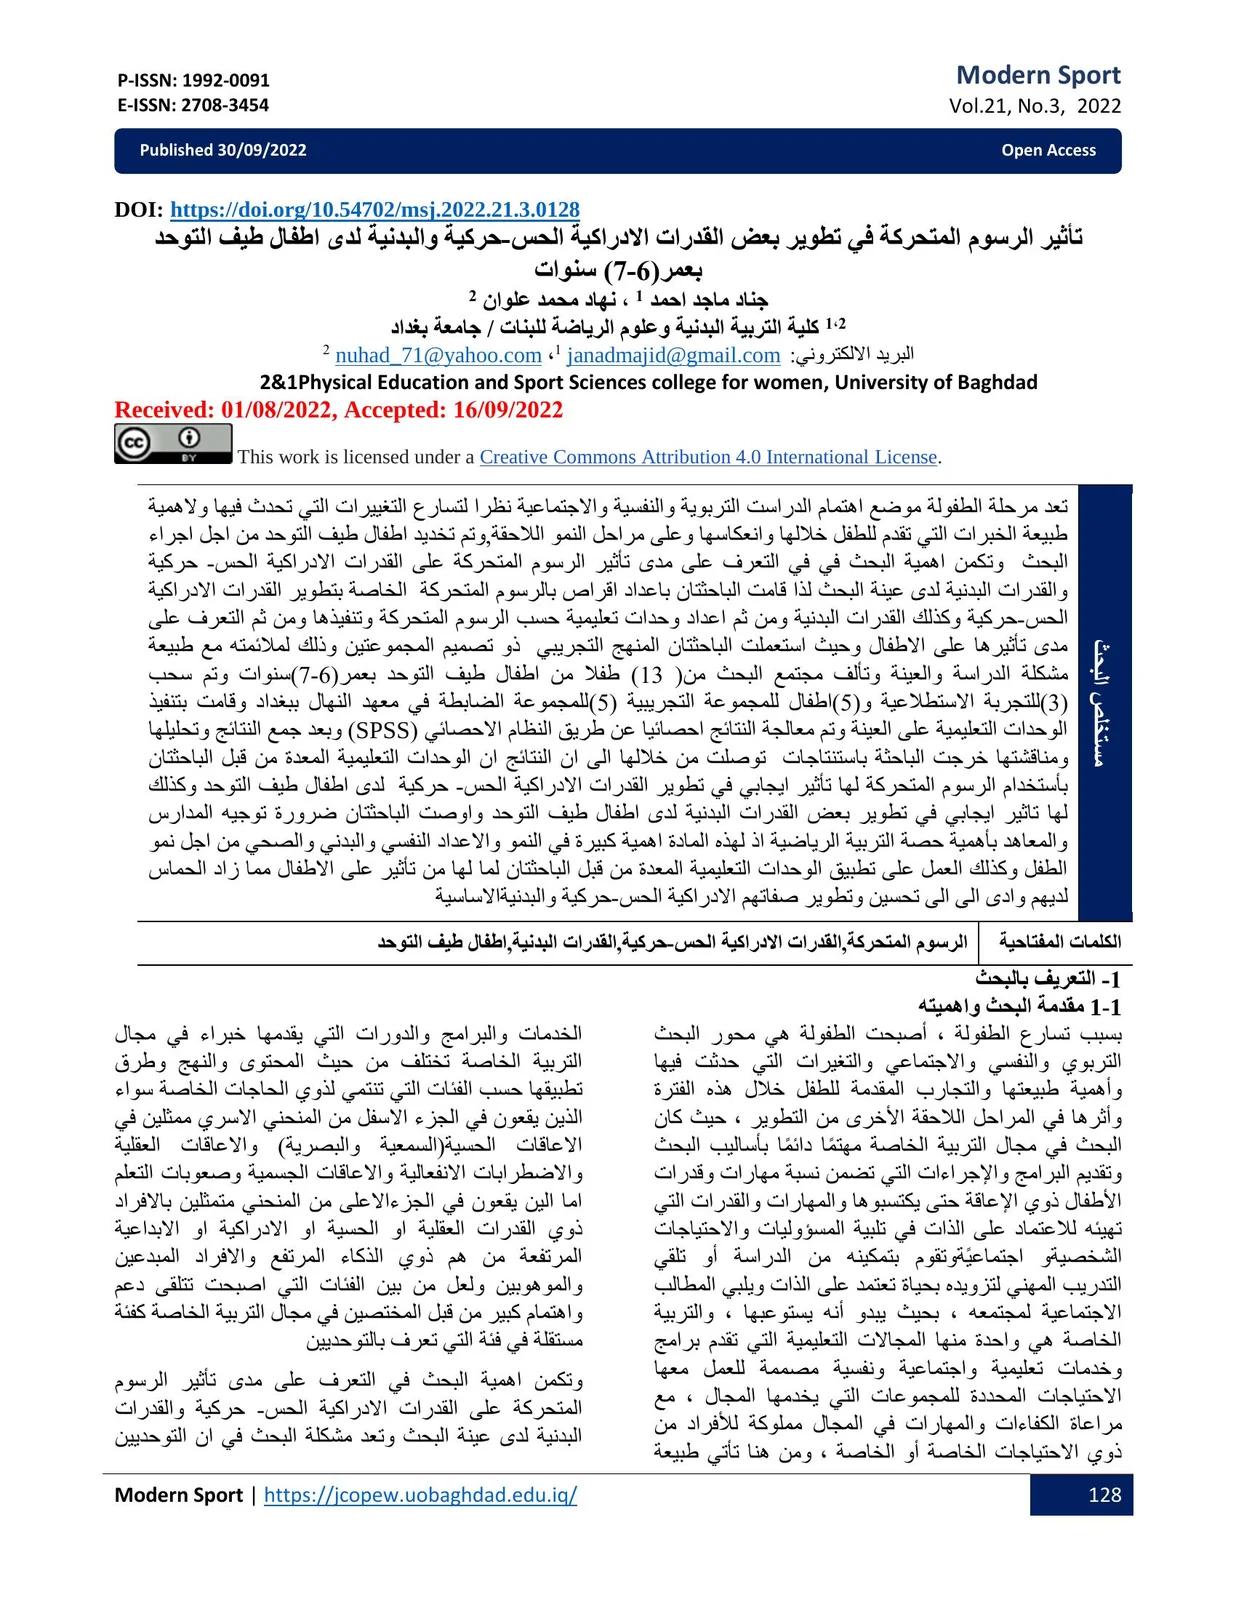 P-ISSN: 1992-0091
E-ISSN: 2708-3454
Modern Sport
Vol.21, No.3, 2022
Published 30/09/2022
Open Access
DOI: https://doi.org/10.54702/msj.2022.21.3.0128
تأثير الرسوم المتحركة في تطوير بعض القدرات الادراكية الحس-حركية والبدنية لدى اطفال طيف التوحد
بعمر(6-7) سنوات
جناد ماجد احمد 1 ، نهاد محمد علوان 2
1،2 كلية التربية البدنية وعلوم الرياضة للبنات / جامعة بغداد
البريد الالكتروني: janadmajid@gmail.com 1، nuhad_71@yahoo.com 2
2&1Physical Education and Sport Sciences college for women, University of Baghdad
Received: 01/08/2022, Accepted: 16/09/2022
cc BY This work is licensed under a Creative Commons Attribution 4.0 International License.
مستخلص البحث
تعد مرحلة الطفولة موضع اهتمام الدراست التربوية والنفسية والاجتماعية نظرا لتسارع التغييرات التي تحدث فيها ولاهمية
طبيعة الخبرات التي تقدم للطفل خلالها وانعكاسها وعلى مراحل النمو اللاحقة,وتم تخديد اطفال طيف التوحد من اجل اجراء
البحث وتكمن اهمية البحث في في التعرف على مدى تأثير الرسوم المتحركة على القدرات الادراكية الحس- حركية
والقدرات البدنية لدى عينة البحث لذا قامت الباحثتان باعداد اقراص بالرسوم المتحركة الخاصة بتطوير القدرات الادراكية
الحس-حركية وكذلك القدرات البدنية ومن ثم اعداد وحدات تعليمية حسب الرسوم المتحركة وتنفيذها ومن ثم التعرف على
مدى تأثيرها على الاطفال وحيث استعملت الباحثتان المنهج التجريبي ذو تصميم المجموعتين وذلك لملائمته مع طبيعة
مشكلة الدراسة والعينة وتألف مجتمع البحث من( 13) طفلا من اطفال طيف التوحد بعمر(6-7)سنوات وتم سحب
(3)للتجربة الاستطلاعية و(5)اطفال للمجموعة التجريبية (5)للمجموعة الضابطة في معهد النهال ببغداد وقامت بتنفيذ
الوحدات التعليمية على العينة وتم معالجة النتائج احصائيا عن طريق النظام الاحصائي (SPSS) وبعد جمع النتائج وتحليلها
ومناقشتها خرجت الباحثة باستنتاجات توصلت من خلالها الى ان النتائج ان الوحدات التعليمية المعدة من قبل الباحثتان
بأستخدام الرسوم المتحركة لها تأثير ايجابي في تطوير القدرات الادراكية الحس- حركية لدى اطفال طيف التوحد وكذلك
لها تاثير ايجابي في تطوير بعض القدرات البدنية لدى اطفال طيف التوحد واوصت الباحثتان ضرورة توجيه المدارس
والمعاهد بأهمية حصة التربية الرياضية اذ لهذه المادة اهمية كبيرة في النمو والاعداد النفسي والبدني والصحي من اجل نمو
الطفل وكذلك العمل على تطبيق الوحدات التعليمية المعدة من قبل الباحثتان لما لها من تأثير على الاطفال مما زاد الحماس
لديهم وادى الى الى تحسين وتطوير صفاتهم الادراكية الحس-حركية والبدنيةالاساسية
الكلمات المفتاحية
الرسوم المتحركة,القدرات الادراكية الحس-حركية,القدرات البدنية,اطفال طيف التوحد
1- التعريف بالبحث
1-1 مقدمة البحث واهميته
بسبب تسارع الطفولة ، أصبحت الطفولة هي محور البحث
التربوي والنفسي والاجتماعي والتغيرات التي حدثت فيها
وأهمية طبيعتها والتجارب المقدمة للطفل خلال هذه الفترة
وأثرها في المراحل اللاحقة الأخرى من التطوير ، حيث كان
البحث في مجال التربية الخاصة مهتمًا دائمًا بأساليب البحث
وتقديم البرامج والإجراءات التي تضمن نسبة مهارات وقدرات
الأطفال ذوي الإعاقة حتى يكتسبوها والمهارات والقدرات التي
تهيئه للاعتماد على الذات في تلبية المسؤوليات والاحتياجات
الشخصيةو اجتماعيًةوتقوم بتمكينه من الدراسة أو تلقي
التدريب المهني لتزويده بحياة تعتمد على الذات ويلبي المطالب
الاجتماعية لمجتمعه ، بحيث يبدو أنه يستوعبها ، والتربية
الخاصة هي واحدة منها المجالات التعليمية التي تقدم برامج
وخدمات تعليمية واجتماعية ونفسية مصممة للعمل معها
الاحتياجات المحددة للمجموعات التي يخدمها المجال ، مع
مراعاة الكفاءات والمهارات في المجال مملوكة للأفراد من
ذوي الاحتياجات الخاصة أو الخاصة ، ومن هنا تأتي طبيعة
الخدمات والبرامج والدورات التي يقدمها خبراء في مجال
التربية الخاصة تختلف من حيث المحتوى والنهج وطرق
تطبيقها حسب الفئات التي تنتمي لذوي الحاجات الخاصة سواء
الذين يقعون في الجزء الاسفل من المنحني الاسري ممثلين في
الاعاقات الحسية(السمعية والبصرية) والاعاقات العقلية
والاضطرابات الانفعالية والاعاقات الجسمية وصعوبات التعلم
اما الين يقعون في الجزءالاعلى من المنحني متمثلين بالافراد
ذوي القدرات العقلية او الحسية او الادراكية او الابداعية
المرتفعة من هم ذوي الذكاء المرتفع والافراد المبدعين
والموهوبين ولعل من بين الفئات التي اصبحت تتلقى دعم
واهتمام كبير من قبل المختصين في مجال التربية الخاصة كفئة
مستقلة في فئة التي تعرف بالتوحديين
وتكمن اهمية البحث في التعرف على مدى تأثير الرسوم
المتحركة على القدرات الادراكية الحس- حركية والقدرات
البدنية لدى عينة البحث وتعد مشكلة البحث في ان التوحديين
Modern Sport | https://jcopew.uobaghdad.edu.iq/
128